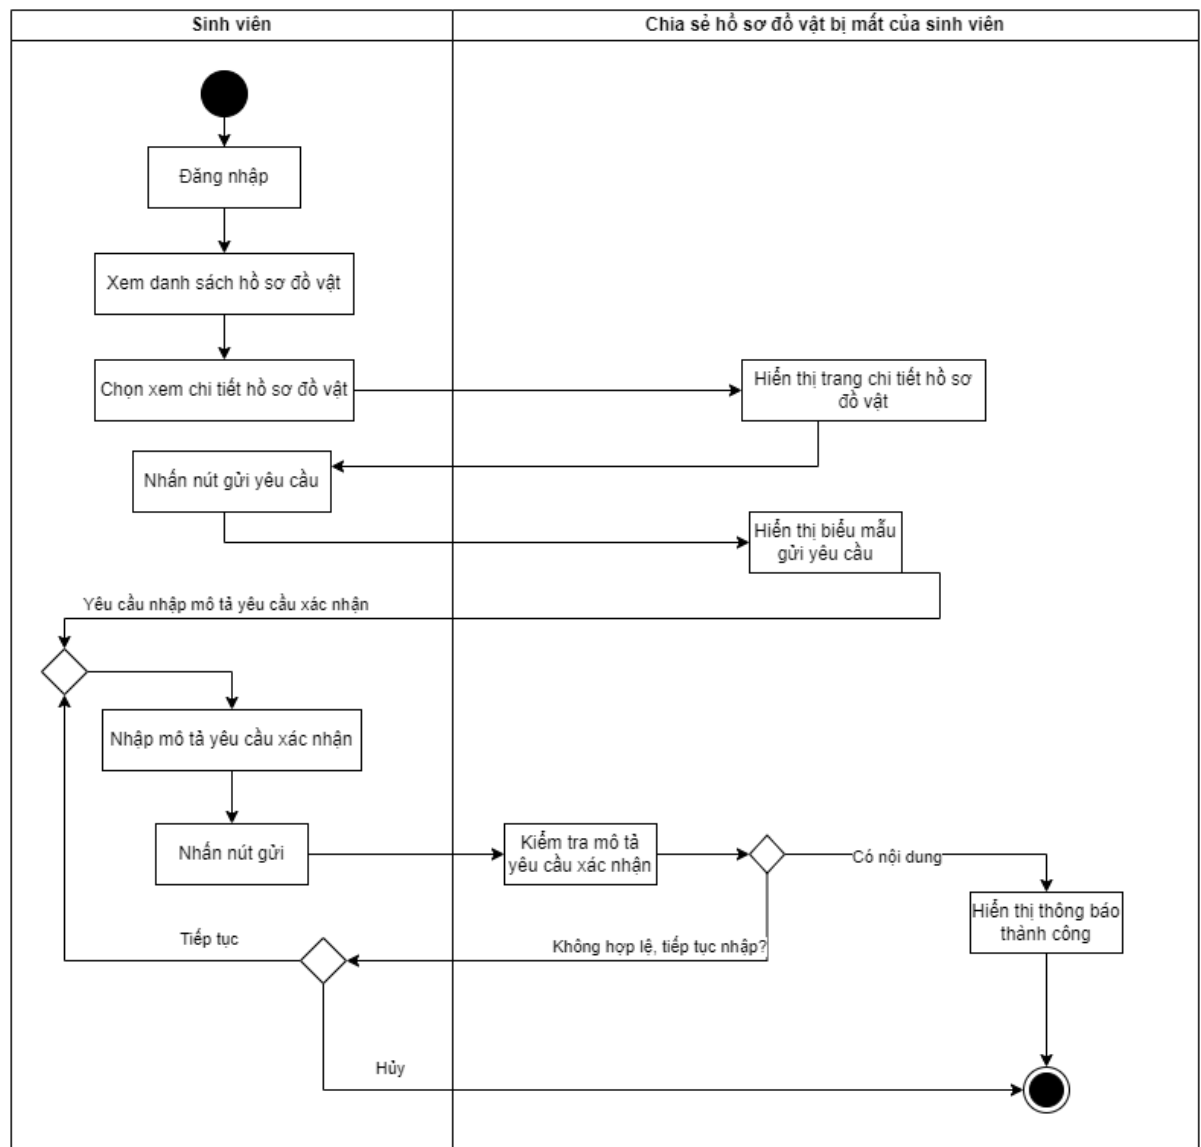 Sinh viên
Chia sẻ hồ sơ đồ vật bị mất của sinh viên
Đăng nhập
Xem danh sách hồ sơ đồ vật
Chọn xem chi tiết hồ sơ đồ vật
Hiển thị trang chi tiết hồ sơ
đồ vật
Nhấn nút gửi yêu cầu
Hiển thị biểu mẫu
gửi yêu cầu
Yêu cầu nhập mô tả yêu cầu xác nhận
Nhập mô tả yêu cầu xác nhận
Nhấn nút gửi
Kiểm tra mô tả
yêu cầu xác nhận
Có nội dung
Hiển thị thông báo
thành công
Tiếp tục
Không hợp lệ, tiếp tục nhập?
Hủy